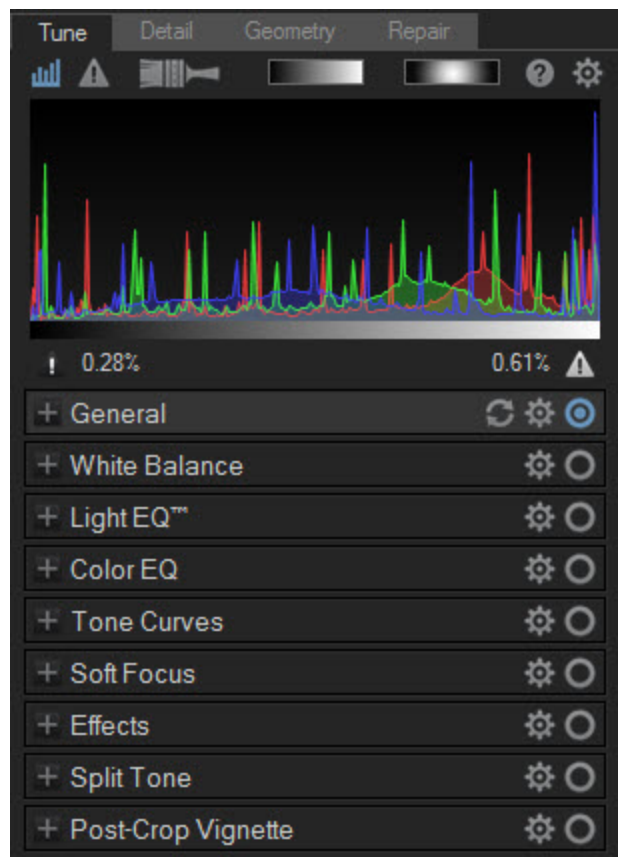 Tune Detail Geometry Repair
?
0.28% 0.61%
General
White Balance
Light EQ™
Color EQ
Tone Curves
Soft Focus
Effects
Split Tone
Post-Crop Vignette